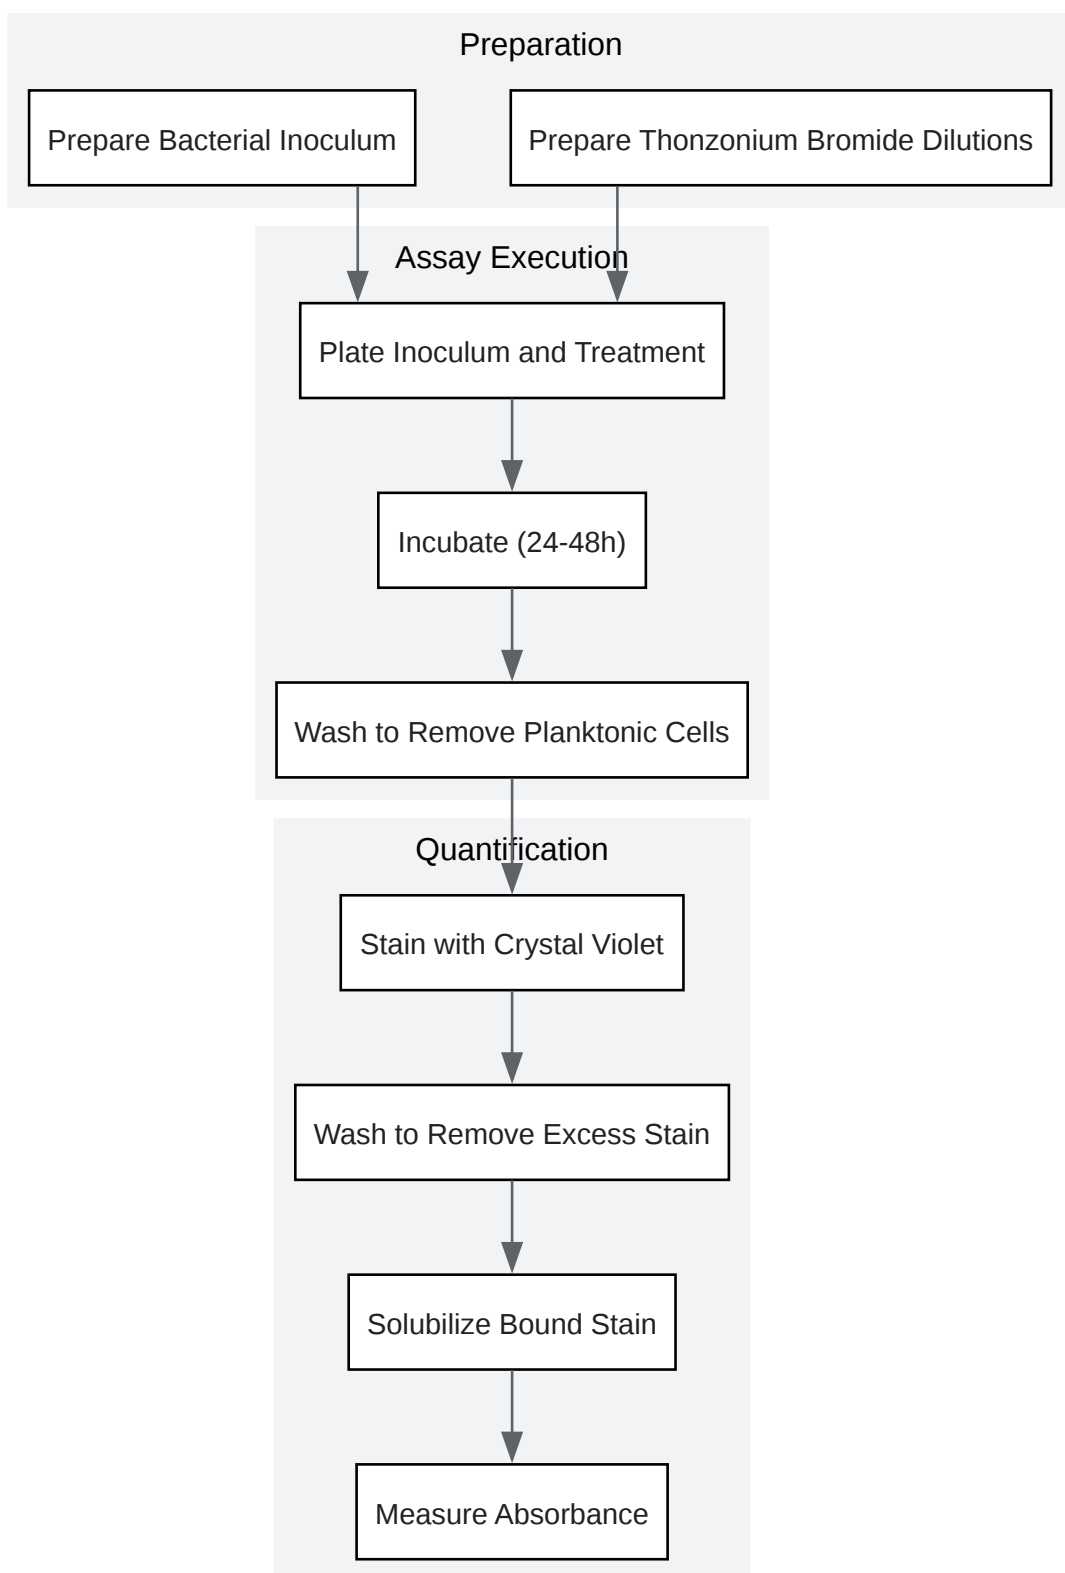 Preparation
Prepare Bacterial Inoculum
Prepare Thonzonium Bromide Dilutions
Assay Execution
Plate Inoculum and Treatment
Incubate (24-48h)
Wash to Remove Planktonic Cells
Quantification
Stain with Crystal Violet
Wash to Remove Excess Stain
Solubilize Bound Stain
Measure Absorbance